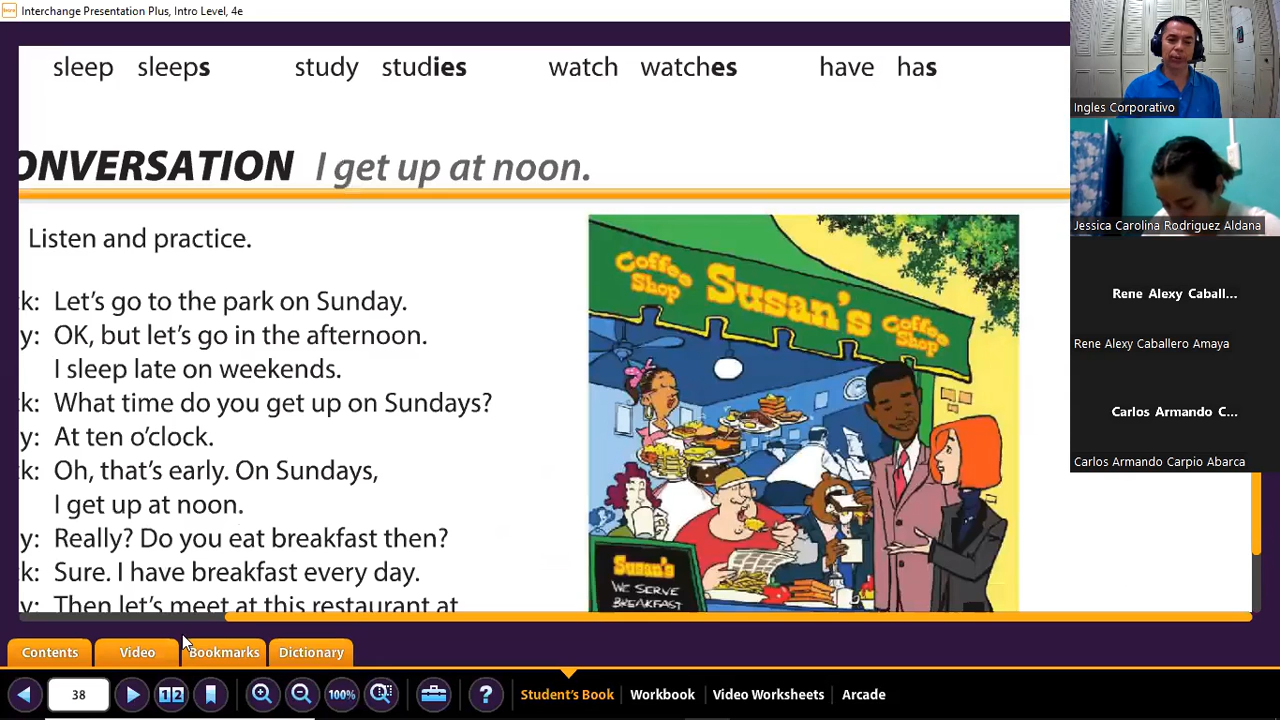 Interchange Presentation Plus, Intro Level, 4e
sleep sleeps study studies watch watches have has
ONVERSATION I get up at noon.
Listen and practice.
k: Let's go to the park on Sunday.
y: OK, but let's go in the afternoon.
I sleep late on weekends.
k: What time do you get up on Sundays?
y: At ten o'clock.
k: Oh, that's early. On Sundays,
I get up at noon.
y: Really? Do you eat breakfast then?
k: Sure. I have breakfast every day.
y: Then let's meet at this restaurant at
Coffee Shop Susan's Coffee Shop
Susan's
WE SERVE
BREAKFAST
Ingles Corporativo
Jessica Carolina Rodriguez Aldana
Rene Alexy Caball...
Rene Alexy Caballero Amaya
Carlos Armando C...
Carlos Armando Carpio Abarca
Contents Video Bookmarks Dictionary
38 1 2 100% ? Student's Book Workbook Video Worksheets Arcade